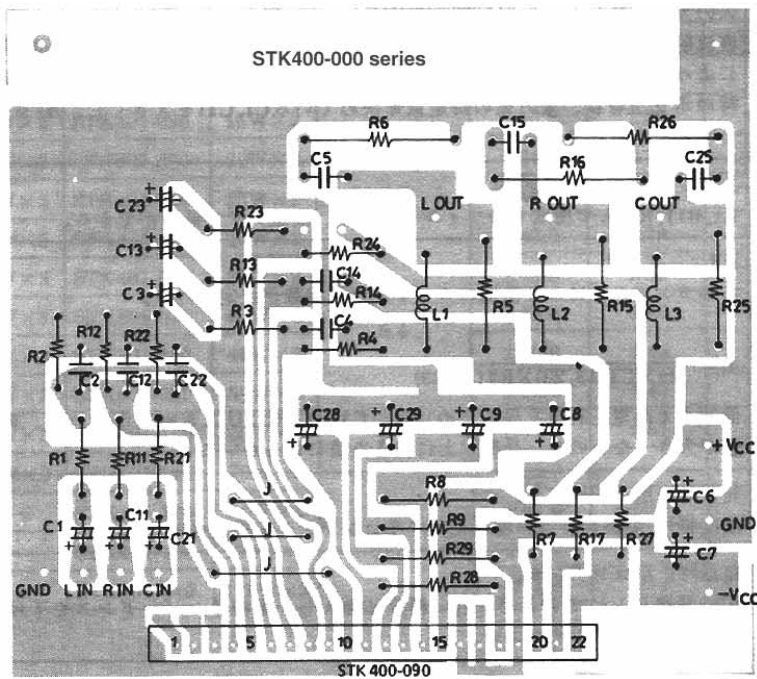 STK400-000 series
R6
C15
R26
C5
R16
C25
C23
L OUT
R OUT
C OUT
R23
C13
R24
R13
C14
C3
R14
R3
C4
R4
L1
R5
L2
R15
L3
R25
R2
R12
R22
C2
C12
C22
C28
C29
C9
C8
R1
R11
R21
+VCC
C1
C11
C21
J
J
J
R8
R9
R29
R28
R7
R17
R27
C6
GND
C7
GND
L IN
R IN
C IN
-VCC
1
5
10
15
20
22
STK400-090